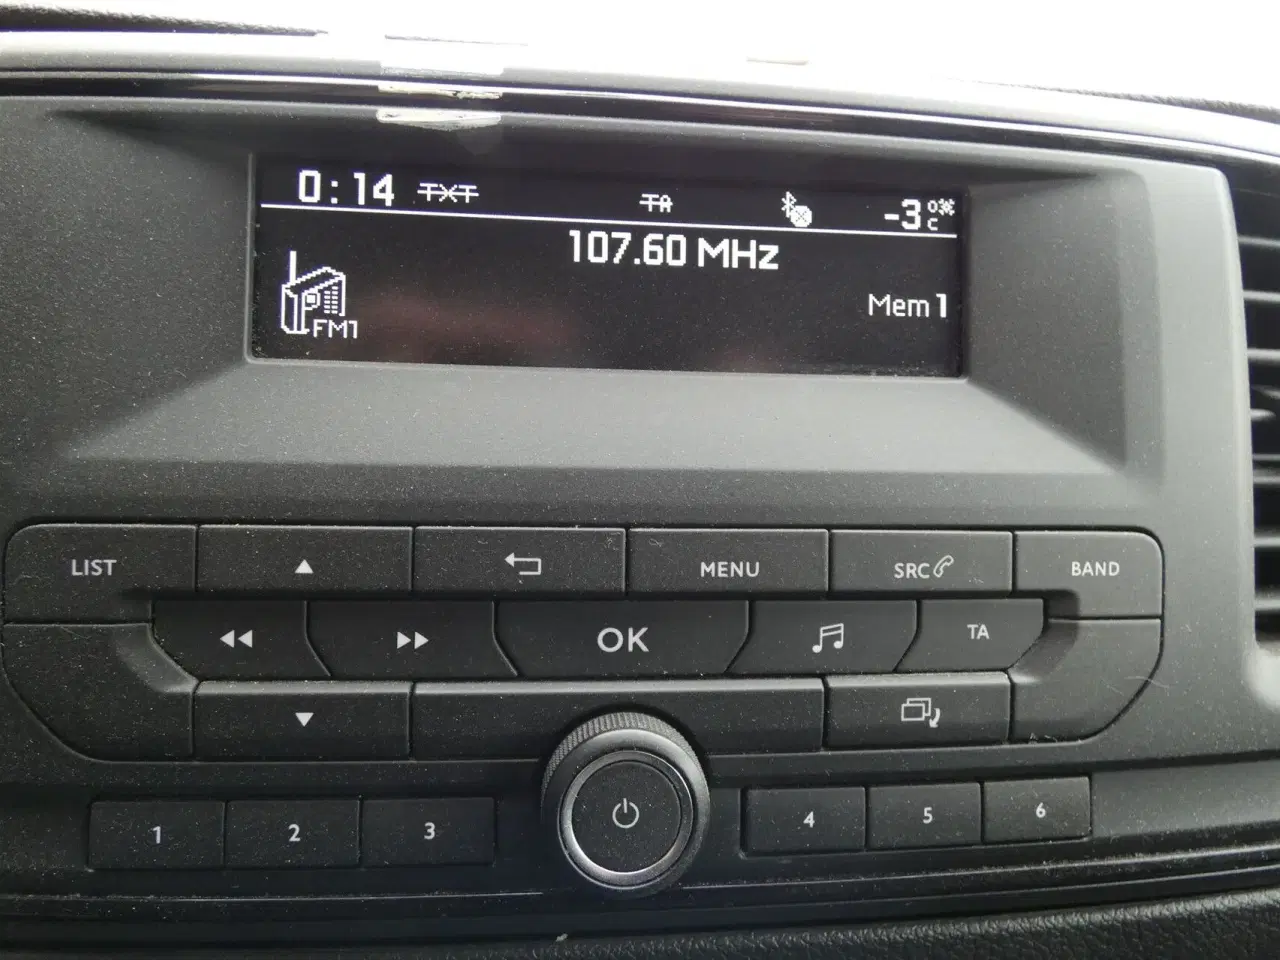 0:14 TXT TA -3°C
107.60 MHz
Mem 1
FM1
LIST MENU SRC BAND
OK TA
1 2 3 4 5 6